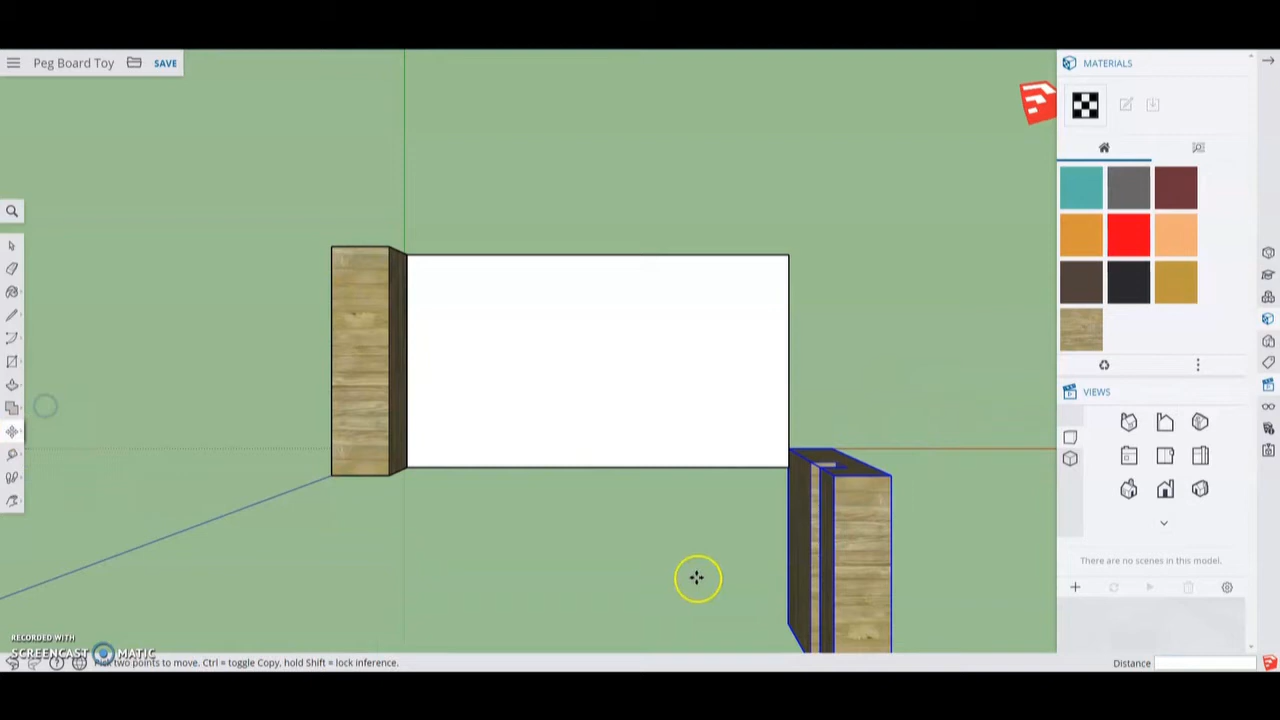 Peg Board Toy SAVE
MATERIALS
VIEWS
There are no scenes in this model.
RECORDED WITH
SCREENCAST MATIC
Pick two points to move. Ctrl = toggle Copy, hold Shift = lock inference.
Distance